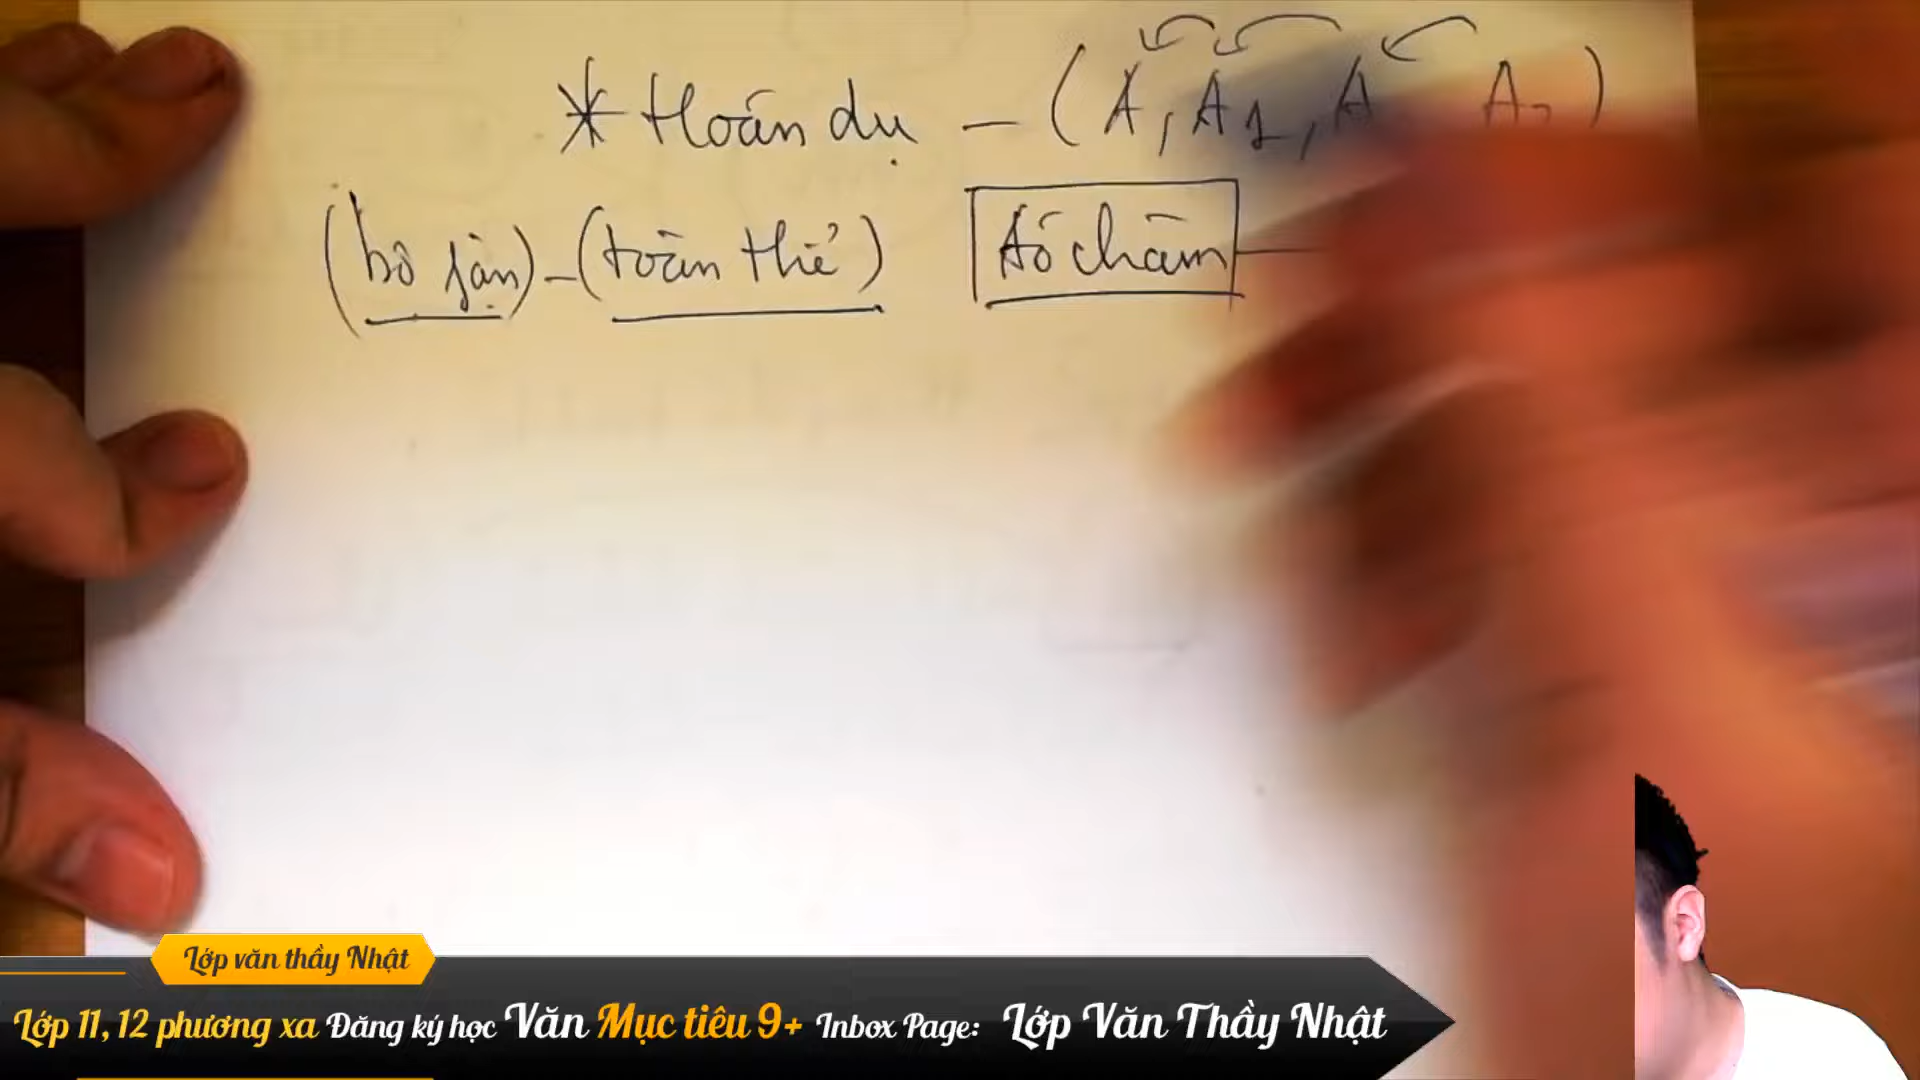 * Hoán dụ – (A, A1, A A2)
(bộ phận) – (toàn thể) Áo chàm –
Lớp văn thầy Nhật
Lớp 11, 12 phương xa Đăng ký học Văn Mục tiêu 9+ Inbox Page: Lớp Văn Thầy Nhật